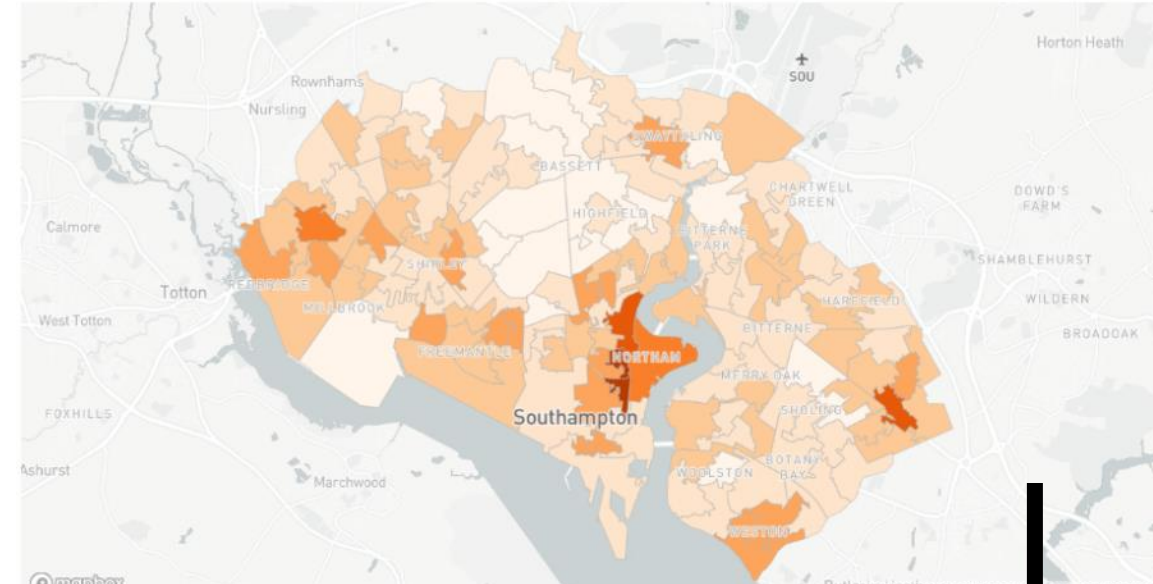 Horton Heath
SOU
Rownhams
Nursling
SWAYTHLING
BASSETT
CHARTWELL
GREEN
DOWD'S
FARM
HIGHFIELD
Calmore
BITTERNE
PARK
SHIRLEY
SHAMBLEHURST
REDBRIDGE
Totton
WILDERN
MILLBROOK
HAREFIELD
West Totton
BITTERNE
BROADOAK
FREEMANTLE
NORTHAM
MERRY OAK
FOXHILLS
Southampton
SHOLING
Ashurst
Marchwood
WOOLSTON
BOTANY
BAY
WESTON
mapbox